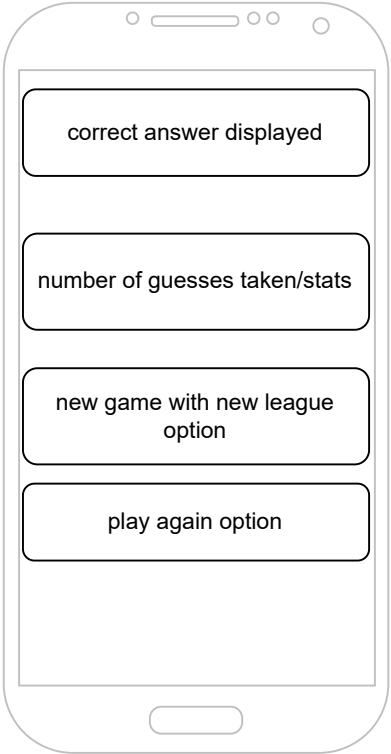 correct answer displayed
number of guesses taken/stats
new game with new league
option
play again option